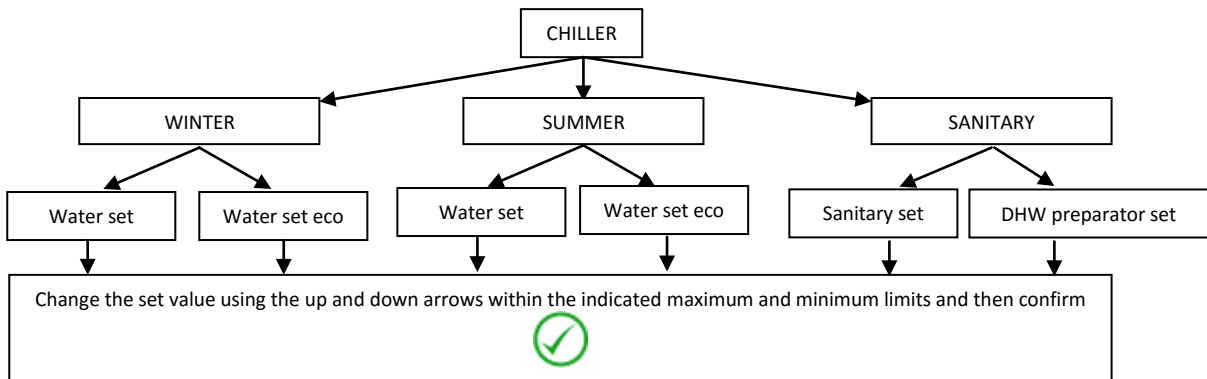 CHILLER
WINTER
SUMMER
SANITARY
Water set
Water set eco
Water set
Water set eco
Sanitary set
DHW preparator set
Change the set value using the up and down arrows within the indicated maximum and minimum limits and then confirm